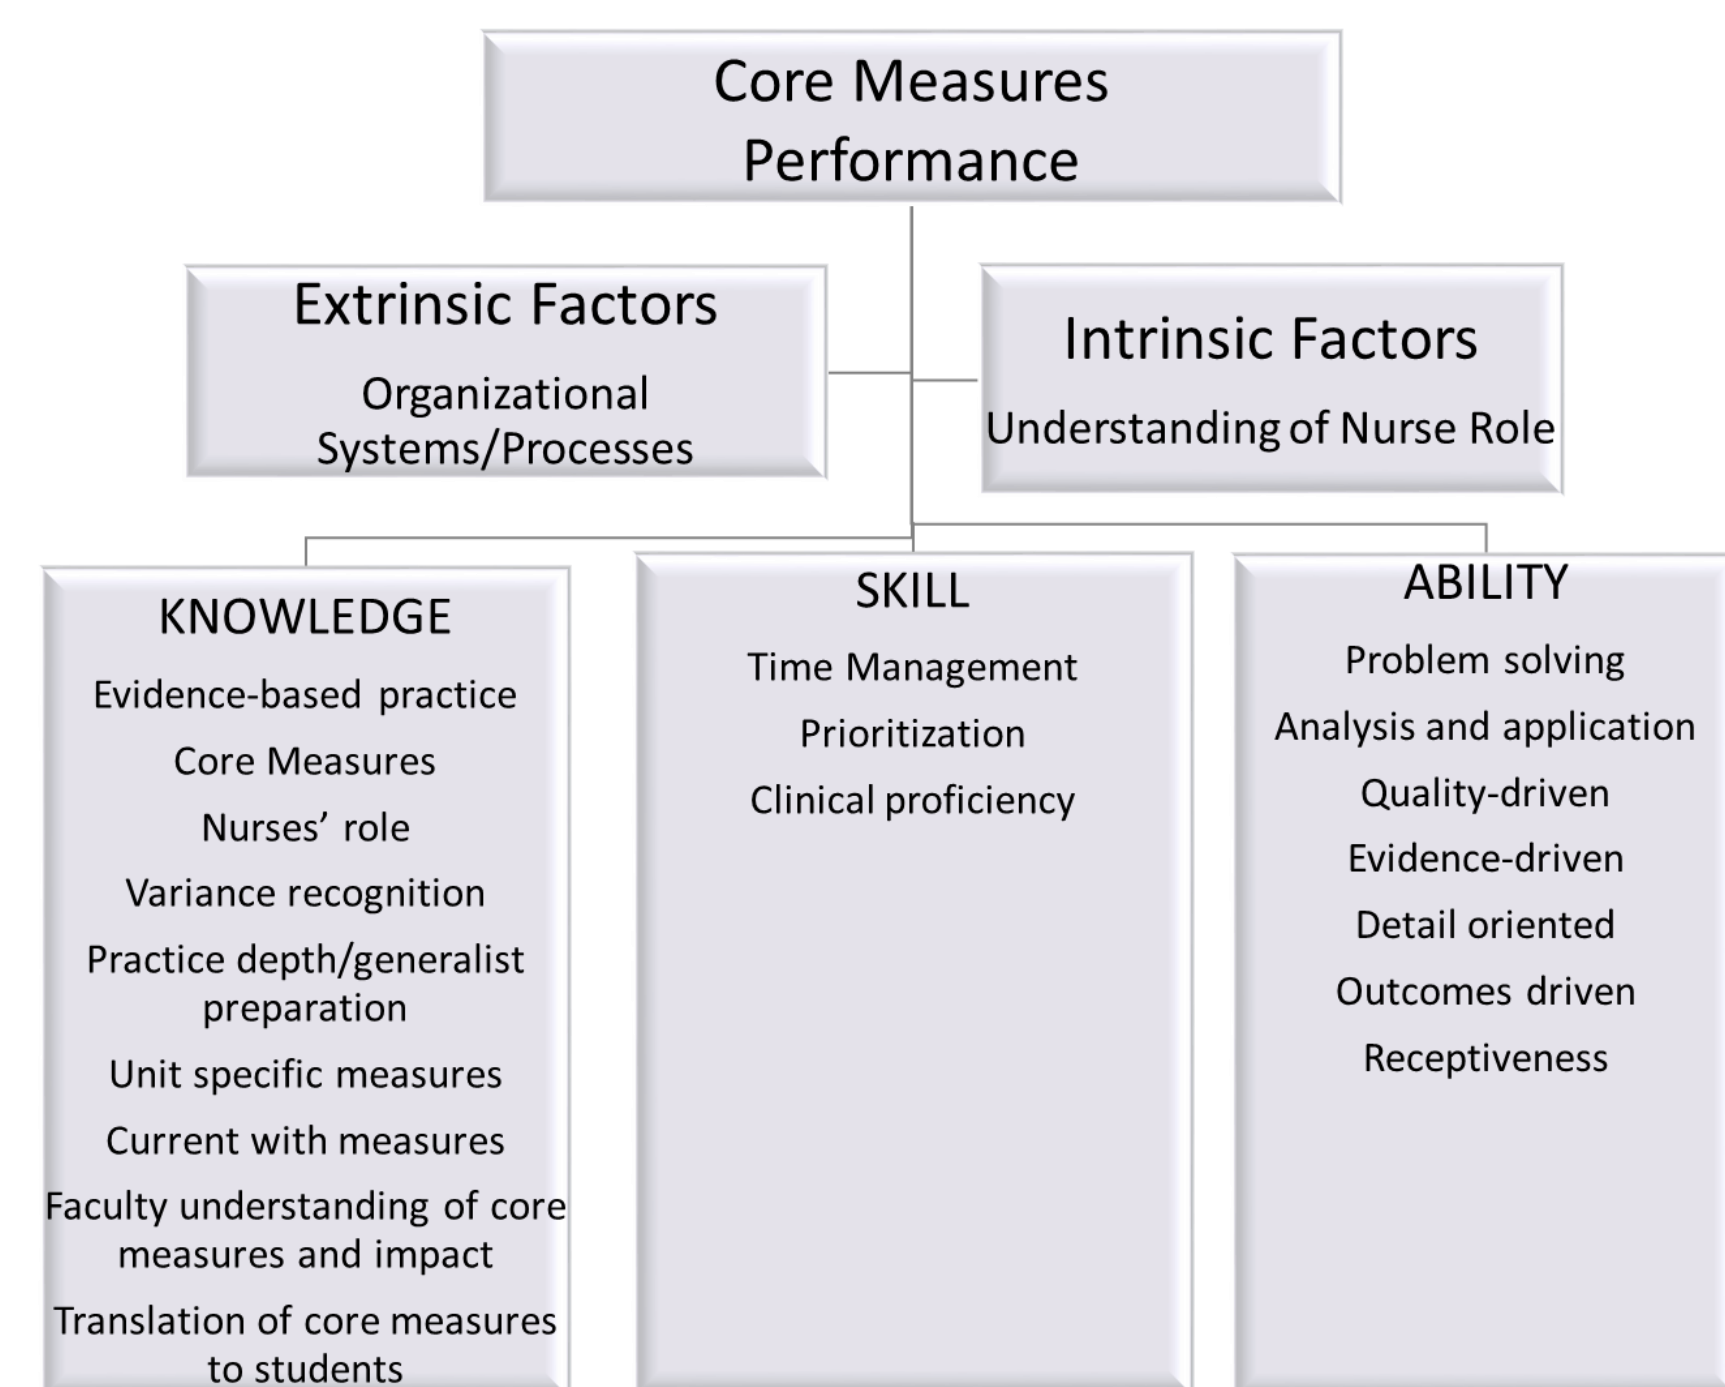 Core Measures
Performance
Extrinsic Factors
Organizational
Systems/Processes
Intrinsic Factors
Understanding of Nurse Role
KNOWLEDGE
Evidence-based practice
Core Measures
Nurses’ role
Variance recognition
Practice depth/generalist
preparation
Unit specific measures
Current with measures
Faculty understanding of core
measures and impact
Translation of core measures
to students
SKILL
Time Management
Prioritization
Clinical proficiency
ABILITY
Problem solving
Analysis and application
Quality-driven
Evidence-driven
Detail oriented
Outcomes driven
Receptiveness